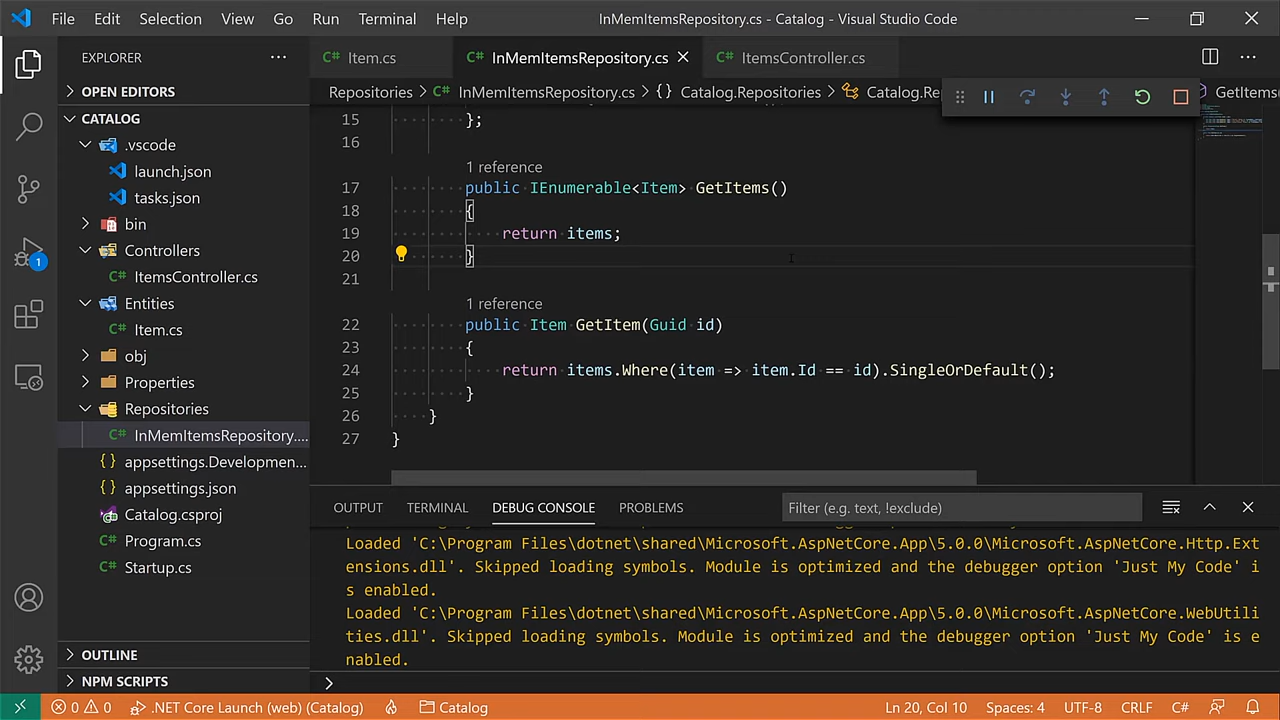 File Edit Selection View Go Run Terminal Help InMemItemsRepository.cs - Catalog - Visual Studio Code
EXPLORER
OPEN EDITORS
CATALOG
.vscode
launch.json
tasks.json
bin
Controllers
ItemsController.cs
Entities
Item.cs
obj
Properties
Repositories
InMemItemsRepository....
appsettings.Developmen...
appsettings.json
Catalog.csproj
Program.cs
Startup.cs
OUTLINE
NPM SCRIPTS
1
Item.cs InMemItemsRepository.cs ItemsController.cs
Repositories > InMemItemsRepository.cs > {} Catalog.Repositories > Catalog.Re GetItems
15 };
16
1 reference
17 public IEnumerable<Item> GetItems()
18 {
19 return items;
20 }
21
1 reference
22 public Item GetItem(Guid id)
23 {
24 return items.Where(item => item.Id == id).SingleOrDefault();
25 }
26 }
27 }
OUTPUT TERMINAL DEBUG CONSOLE PROBLEMS Filter (e.g. text, !exclude)
Loaded 'C:\Program Files\dotnet\shared\Microsoft.AspNetCore.App\5.0.0\Microsoft.AspNetCore.Http.Ext
ensions.dll'. Skipped loading symbols. Module is optimized and the debugger option 'Just My Code' i
s enabled.
Loaded 'C:\Program Files\dotnet\shared\Microsoft.AspNetCore.App\5.0.0\Microsoft.AspNetCore.WebUtili
ties.dll'. Skipped loading symbols. Module is optimized and the debugger option 'Just My Code' is e
nabled.
>
0 0 .NET Core Launch (web) (Catalog) Catalog Ln 20, Col 10 Spaces: 4 UTF-8 CRLF C#